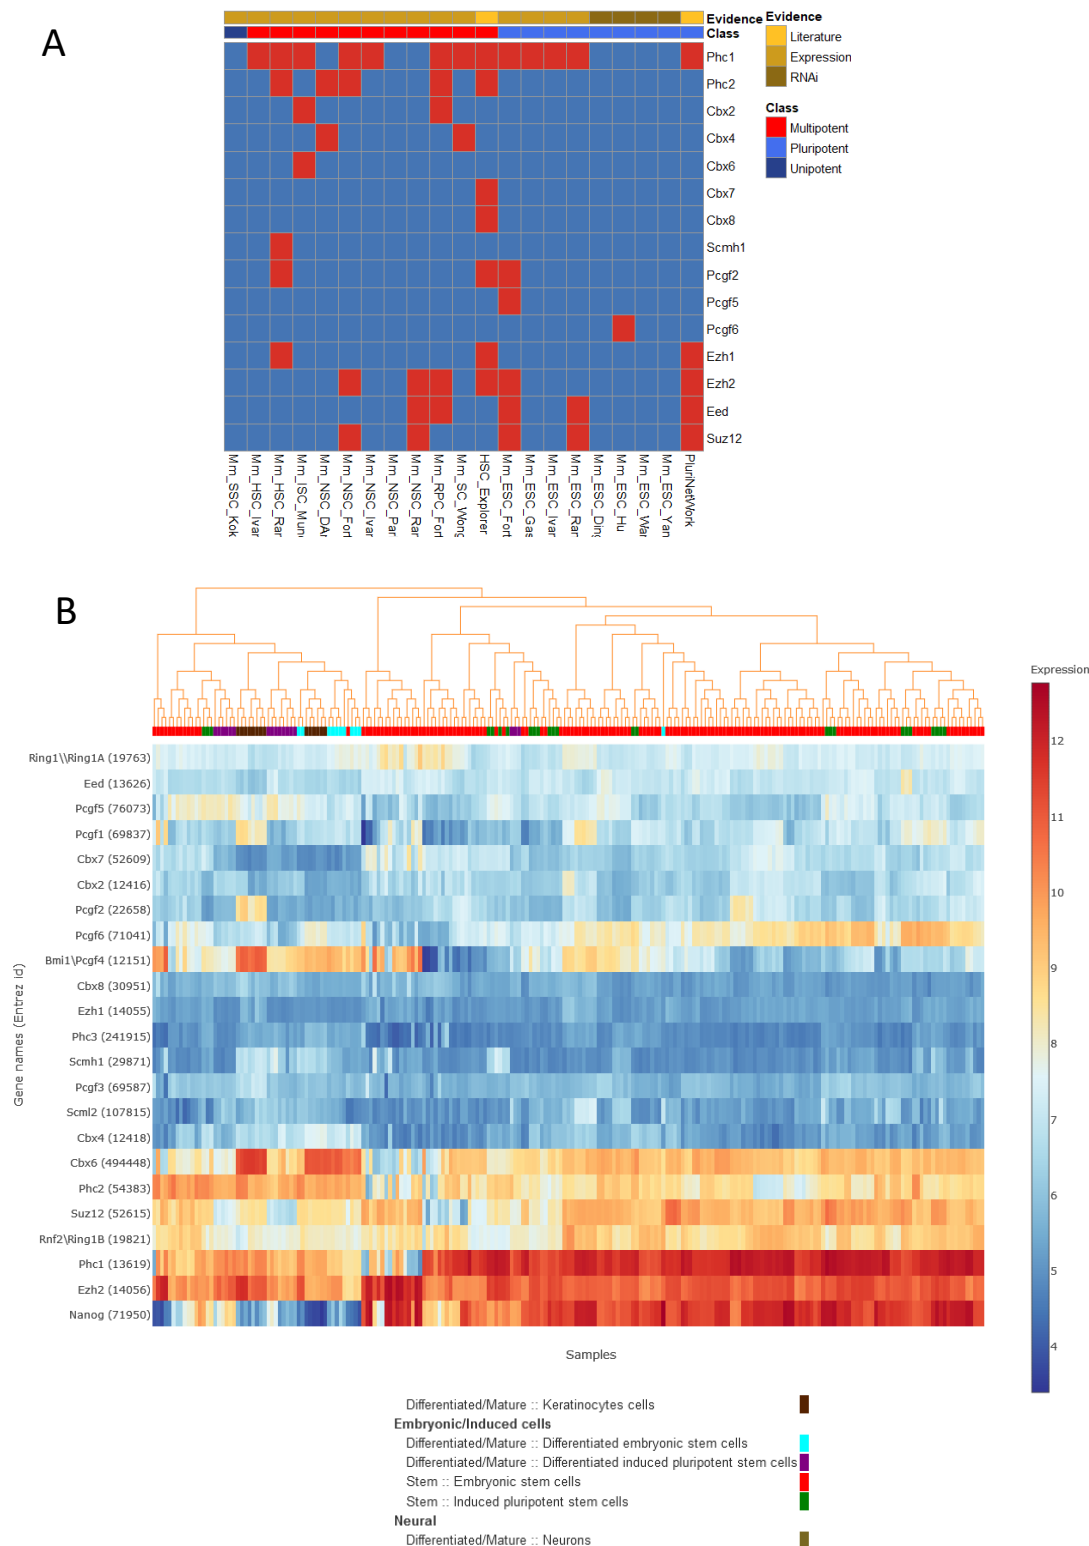 A
Evidence
Class
Phc1
Phc2
Cbx2
Cbx4
Cbx6
Cbx7
Cbx8
Scmh1
Pcgf2
Pcgf5
Pcgf6
Ezh1
Ezh2
Eed
Suz12
Evidence
Literature
Expression
RNAi
Class
Multipotent
Pluripotent
Unipotent
Mm_SSC_Kok
Mm_HSC_Ivar
Mm_HSC_Rar
Mm_ISC_Mun
Mm_NSC_DAr
Mm_NSC_Fort
Mm_NSC_Ivar
Mm_NSC_Par
Mm_NSC_Rar
Mm_RPC_Fort
Mm_SC_Wong
HSC_Explorer
Mm_ESC_Fort
Mm_ESC_Gas
Mm_ESC_Ivar
Mm_ESC_Rar
Mm_ESC_Ding
Mm_ESC_Hu
Mm_ESC_War
Mm_ESC_Yan
PluriNetWork
B
Expression
12
11
10
9
8
7
6
5
4
Gene names (Entrez id)
Ring1\\Ring1A (19763)
Eed (13626)
Pcgf5 (76073)
Pcgf1 (69837)
Cbx7 (52609)
Cbx2 (12416)
Pcgf2 (22658)
Pcgf6 (71041)
Bmi1\Pcgf4 (12151)
Cbx8 (30951)
Ezh1 (14055)
Phc3 (241915)
Scmh1 (29871)
Pcgf3 (69587)
Scml2 (107815)
Cbx4 (12418)
Cbx6 (494448)
Phc2 (54383)
Suz12 (52615)
Rnf2\Ring1B (19821)
Phc1 (13619)
Ezh2 (14056)
Nanog (71950)
Samples
Differentiated/Mature :: Keratinocytes cells
Embryonic/Induced cells
Differentiated/Mature :: Differentiated embryonic stem cells
Differentiated/Mature :: Differentiated induced pluripotent stem cells
Stem :: Embryonic stem cells
Stem :: Induced pluripotent stem cells
Neural
Differentiated/Mature :: Neurons